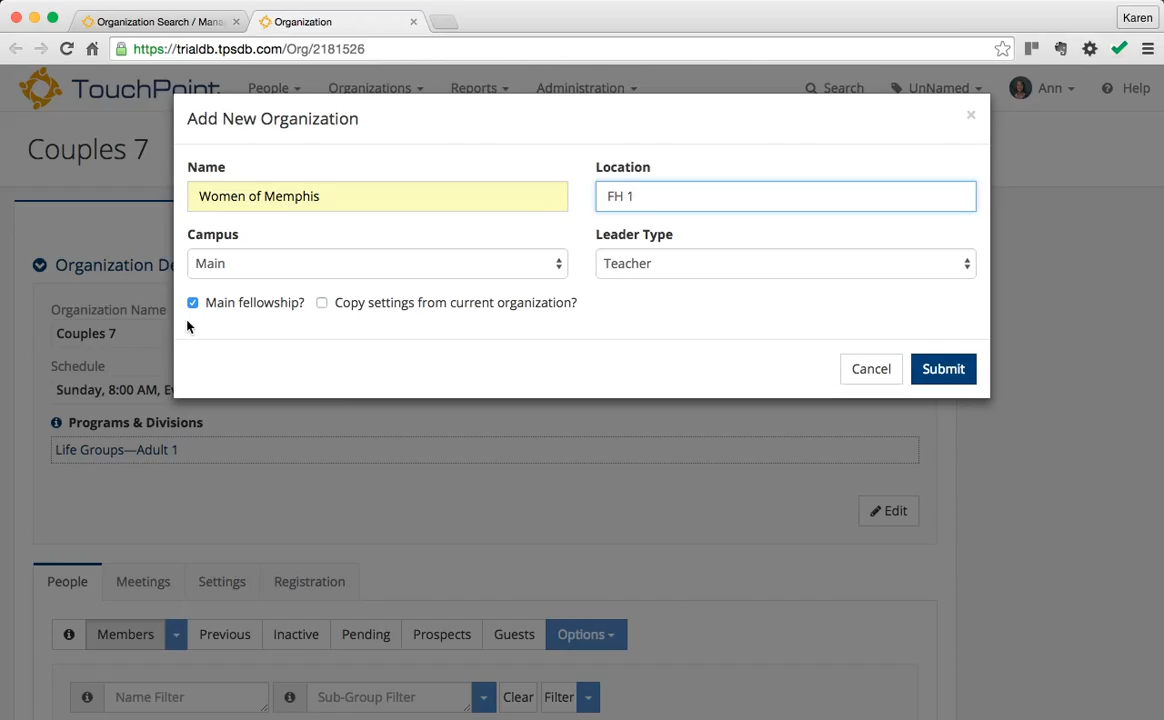 Organization Search / Mana
Organization
Karen
https://trialdb.tpsdb.com/Org/2181526
TouchPoint
People
Organizations
Reports
Administration
Search
UnNamed
Ann
Help
Couples 7
Add New Organization
Name
Location
Women of Memphis
FH 1
Campus
Leader Type
Main
Teacher
Main fellowship?
Copy settings from current organization?
Cancel
Submit
Organization De
Organization Name
Couples 7
Schedule
Sunday, 8:00 AM, Ev
Programs & Divisions
Life Groups—Adult 1
Edit
People
Meetings
Settings
Registration
Members
Previous
Inactive
Pending
Prospects
Guests
Options
Name Filter
Sub-Group Filter
Clear
Filter